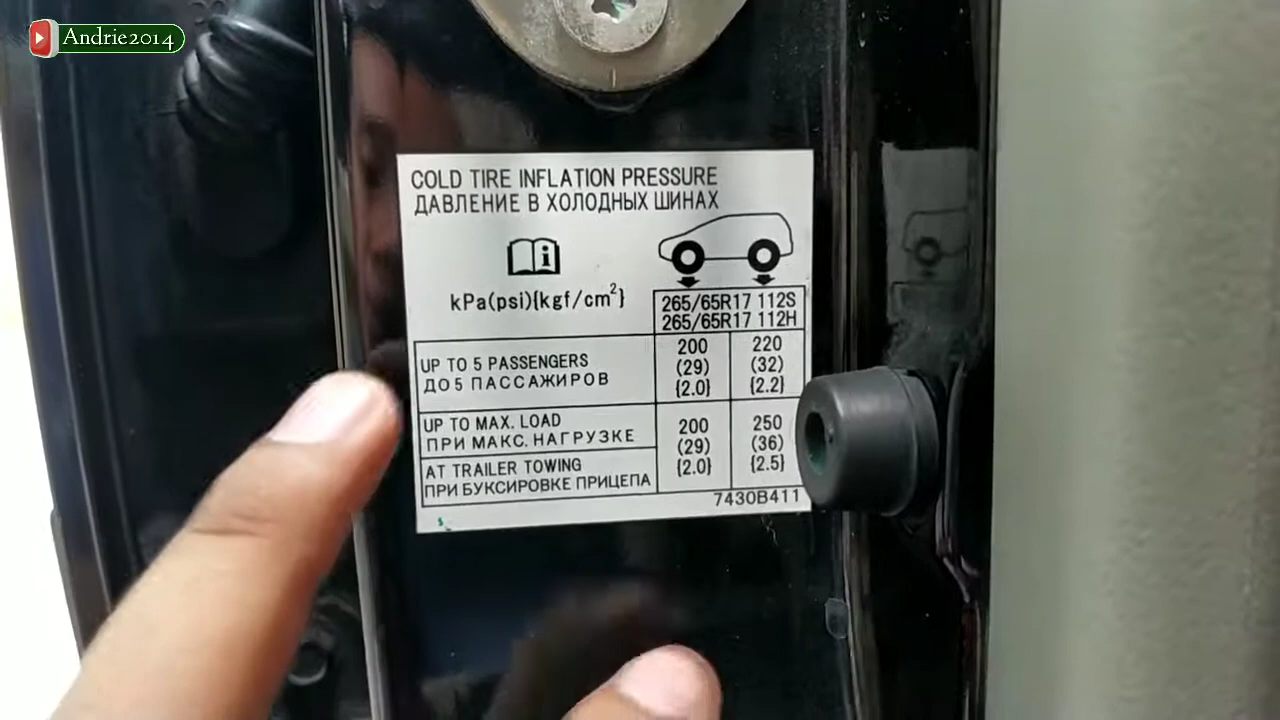 Andrie2014
COLD TIRE INFLATION PRESSURE
ДАВЛЕНИЕ В ХОЛОДНЫХ ШИНАХ
kPa(psi){kgf/cm²}
265/65R17 112S
265/65R17 112H
UP TO 5 PASSENGERS
ДО 5 ПАССАЖИРОВ
200 220
(29) (32)
{2.0} {2.2}
UP TO MAX. LOAD
ПРИ МАКС. НАГРУЗКЕ
AT TRAILER TOWING
ПРИ БУКСИРОВКЕ ПРИЦЕПА
200 250
(29) (36)
{2.0} {2.5}
7430B411